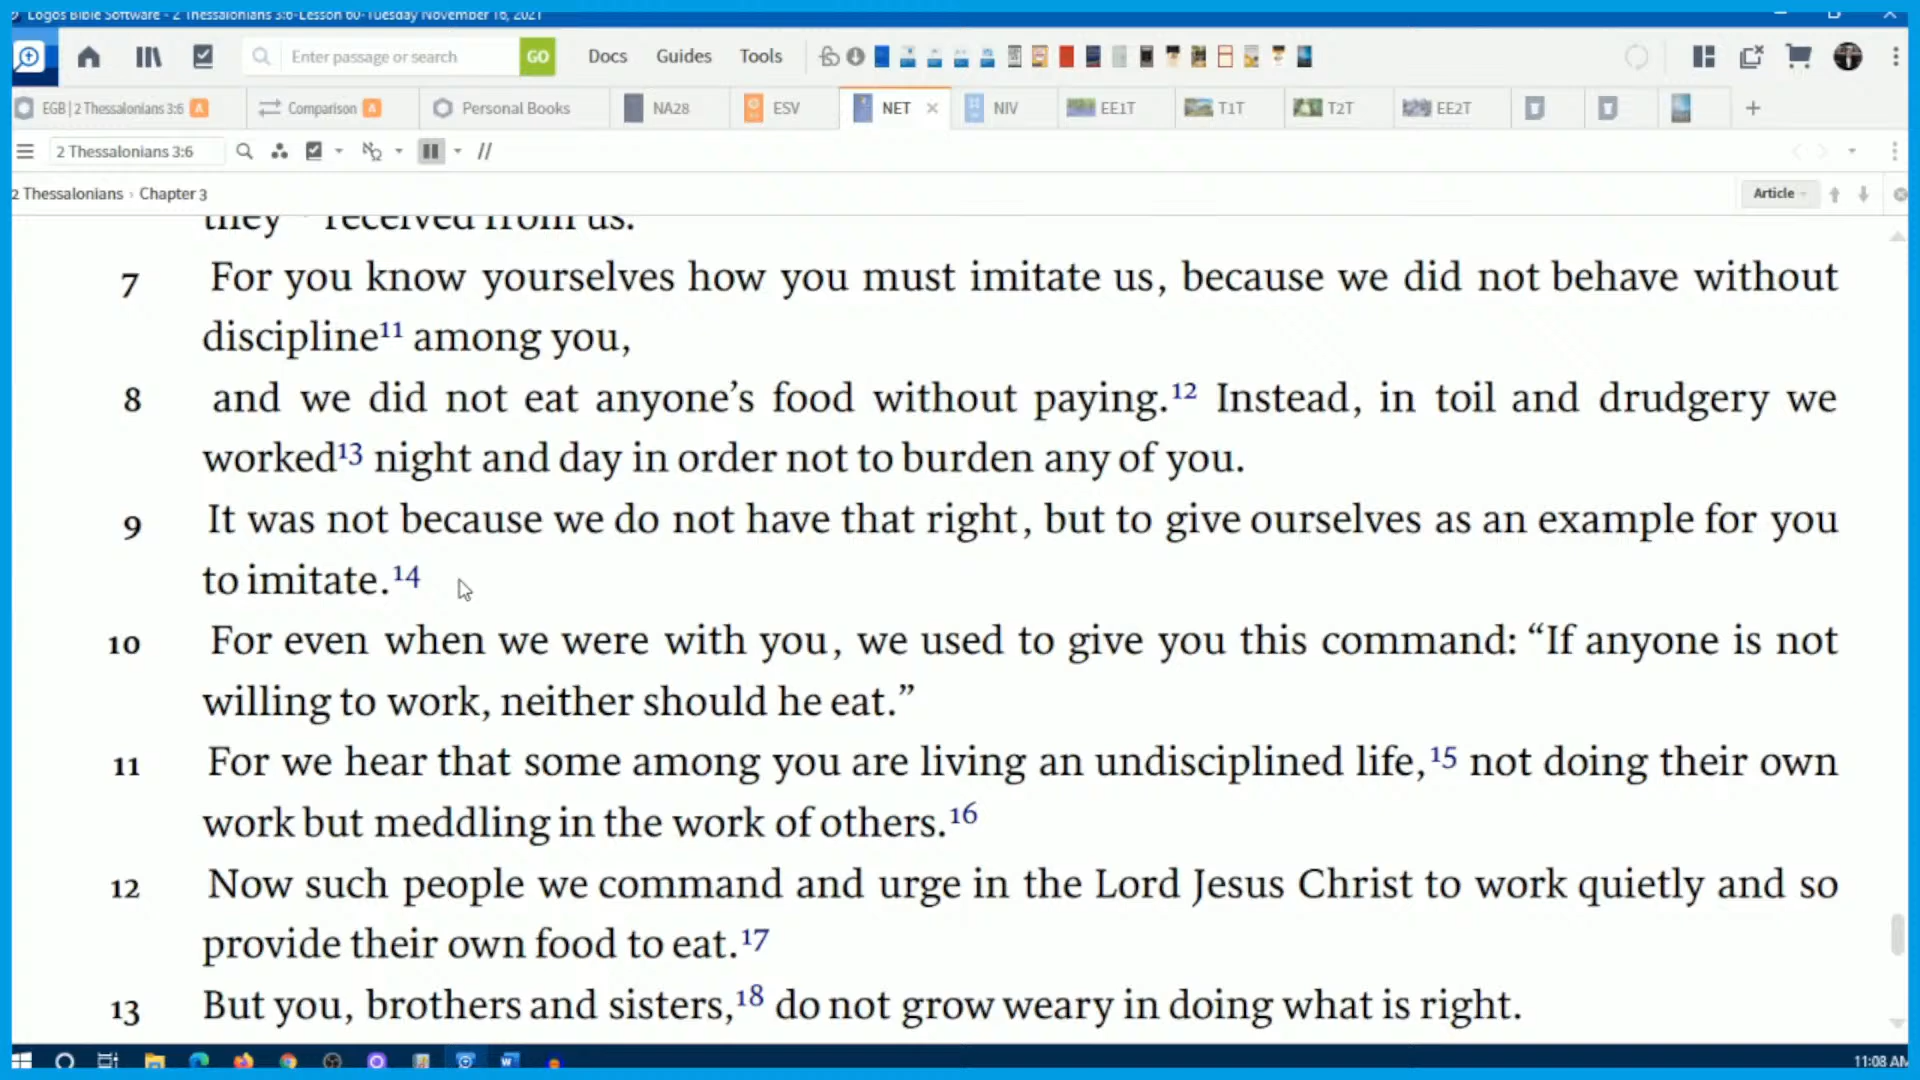 Logos Bible Software - 2 Thessalonians 3:6-Lesson 60-Tuesday November 16, 2021
Enter passage or search GO Docs Guides Tools
EGB | 2 Thessalonians 3:6 A Comparison A Personal Books NA28 ESV NET NIV EE1T T1T T2T EE2T
2 Thessalonians 3:6
2 Thessalonians › Chapter 3 Article
they received from us.
7 For you know yourselves how you must imitate us, because we did not behave without
discipline11 among you,
8 and we did not eat anyone’s food without paying.12 Instead, in toil and drudgery we
worked13 night and day in order not to burden any of you.
9 It was not because we do not have that right, but to give ourselves as an example for you
to imitate.14
10 For even when we were with you, we used to give you this command: “If anyone is not
willing to work, neither should he eat.”
11 For we hear that some among you are living an undisciplined life,15 not doing their own
work but meddling in the work of others.16
12 Now such people we command and urge in the Lord Jesus Christ to work quietly and so
provide their own food to eat.17
13 But you, brothers and sisters,18 do not grow weary in doing what is right.
11:08 AM